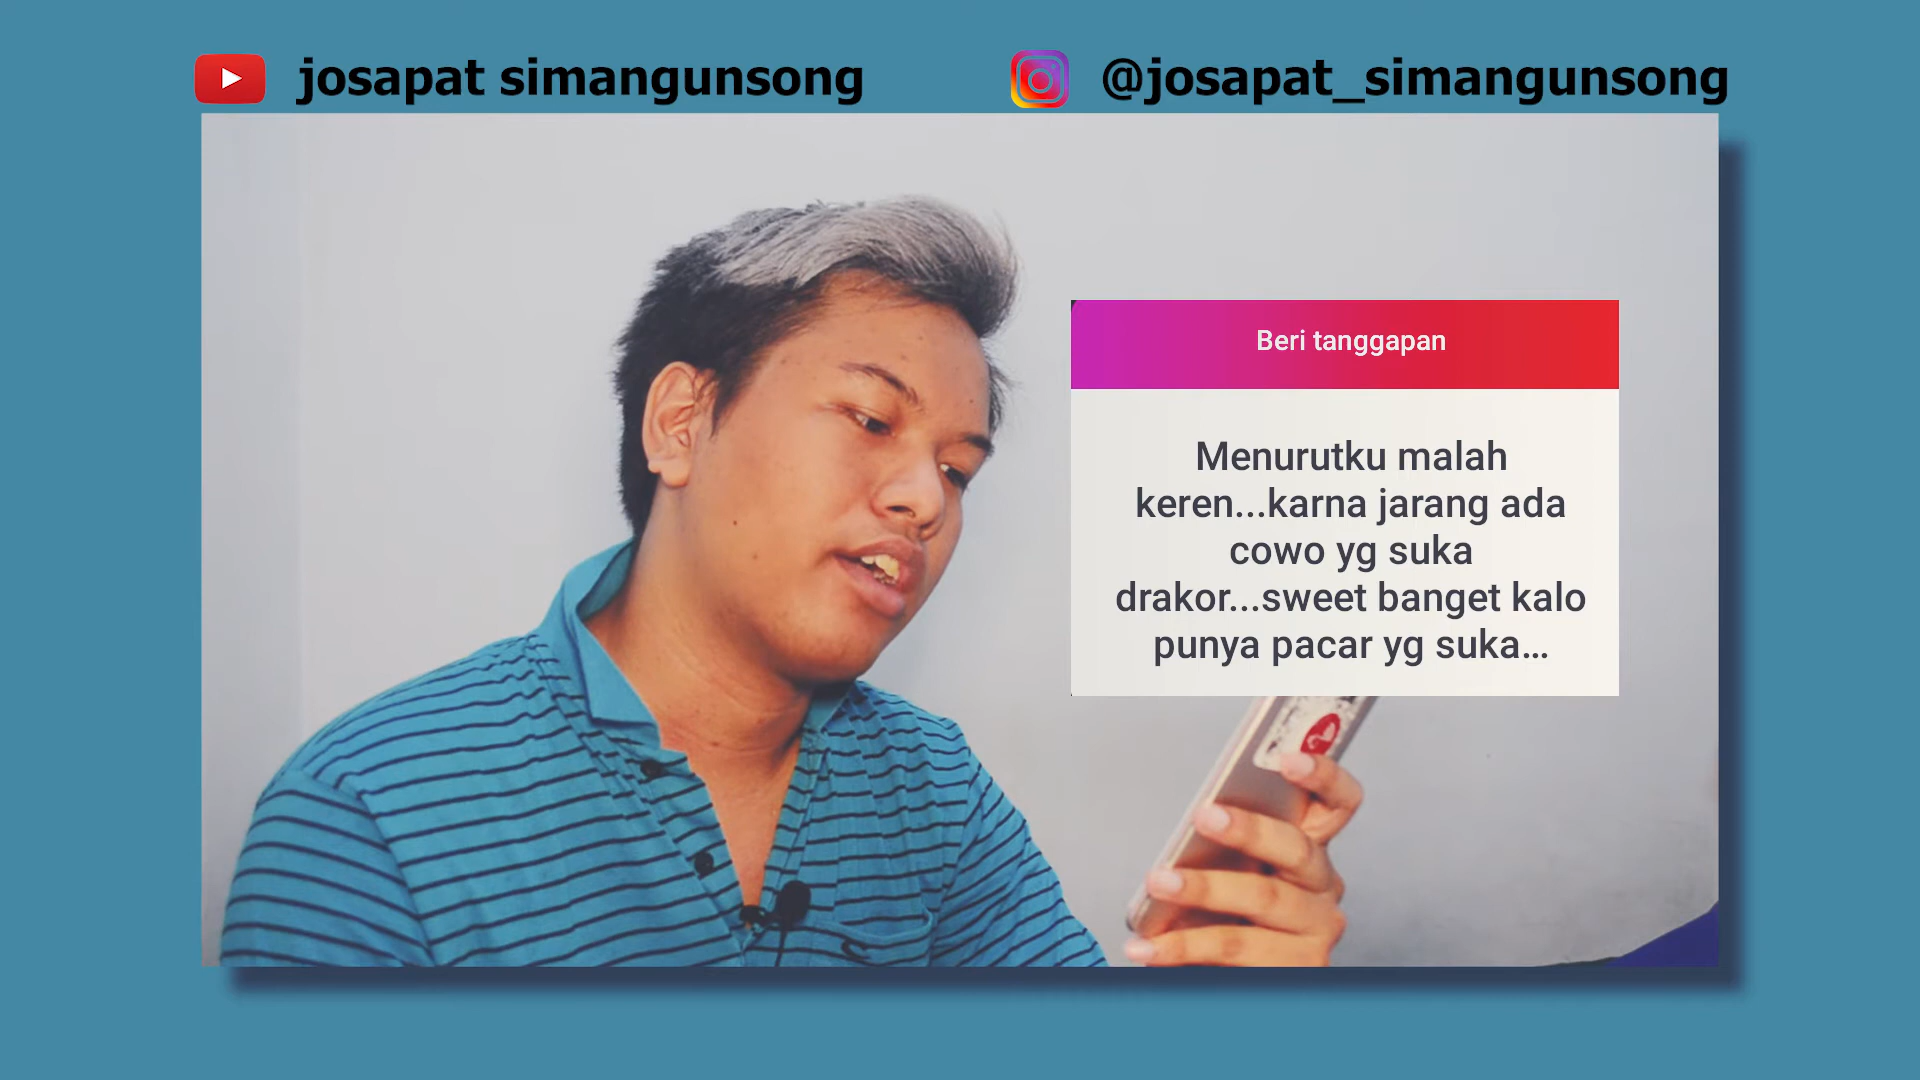 josapat simangunsong
@josapat_simangunsong
Beri tanggapan
Menurutku malah
keren...karna jarang ada
cowo yg suka
drakor...sweet banget kalo
punya pacar yg suka...